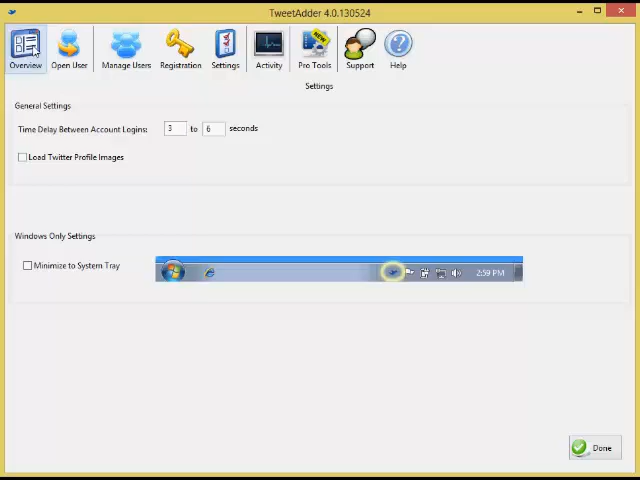 TweetAdder 4.0.130524
Overview Open User Manage Users Registration Settings Activity Pro Tools Support Help
NEW
Settings
General Settings
Time Delay Between Account Logins: 3 to 6 seconds
Load Twitter Profile Images
Windows Only Settings
Minimize to System Tray
2:59 PM
Done